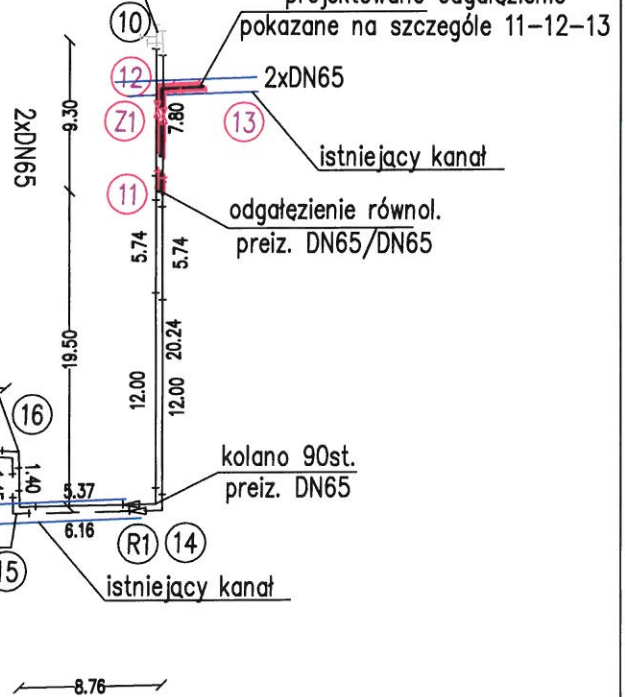 10
projektowane odgałęzienie
pokazane na szczególe 11-12-13
12
2xDN65
Z1
7.80
13
9.30
2xDN65
istniejący kanał
11
odgałęzienie równol.
preiz. DN65/DN65
5.74
5.74
19.50
20.24
12.00
12.00
16
1.40
kolano 90st.
preiz. DN65
5.37
6.16
R1
14
15
istniejący kanał
8.76